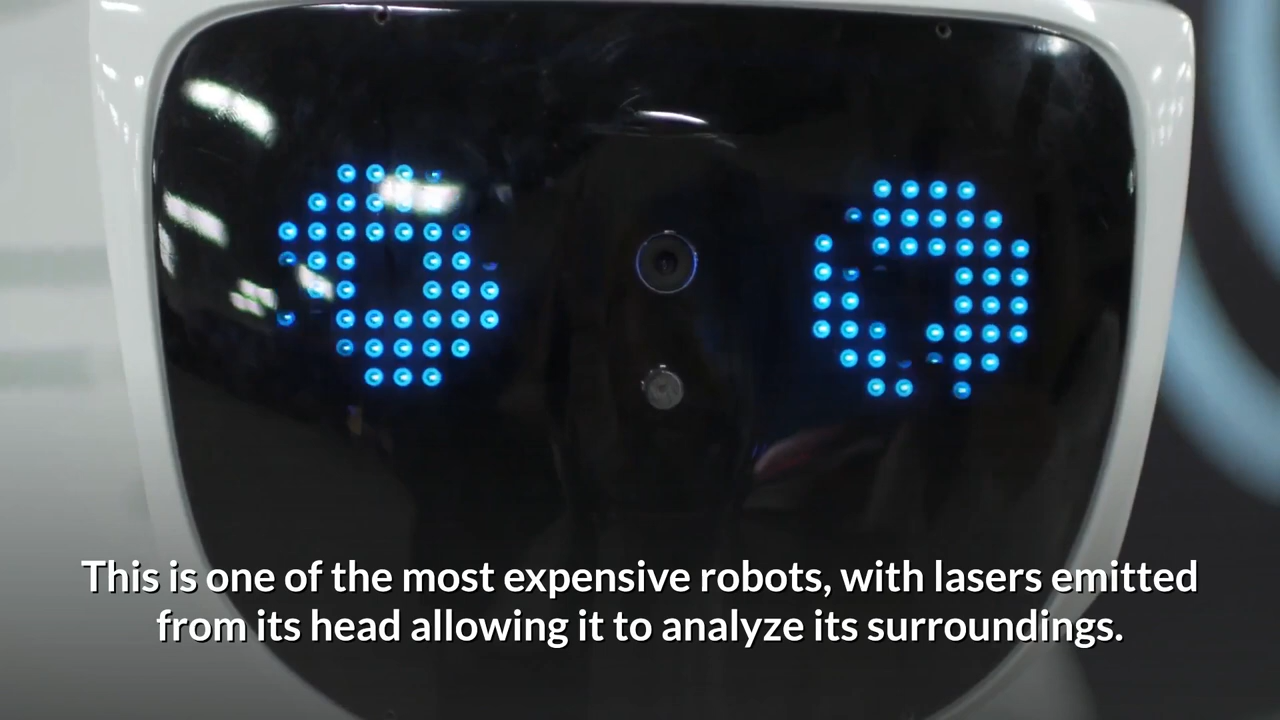 This is one of the most expensive robots, with lasers emitted
from its head allowing it to analyze its surroundings.